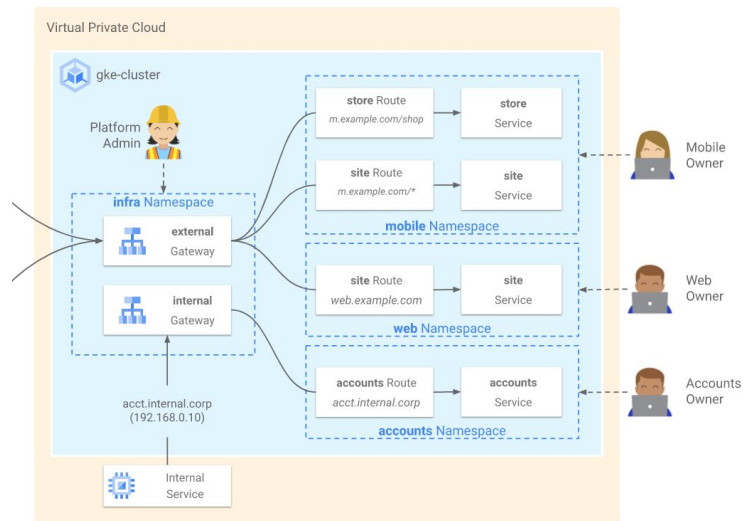 Virtual Private Cloud
gke-cluster
Platform
Admin
infra Namespace
external
Gateway
internal
Gateway
acct.internal.corp
(192.168.0.10)
Internal
Service
store Route
m.example.com/shop
store
Service
site Route
m.example.com/*
site
Service
mobile Namespace
site Route
web.example.com
site
Service
web Namespace
accounts Route
acct.internal.corp
accounts
Service
accounts Namespace
Mobile
Owner
Web
Owner
Accounts
Owner